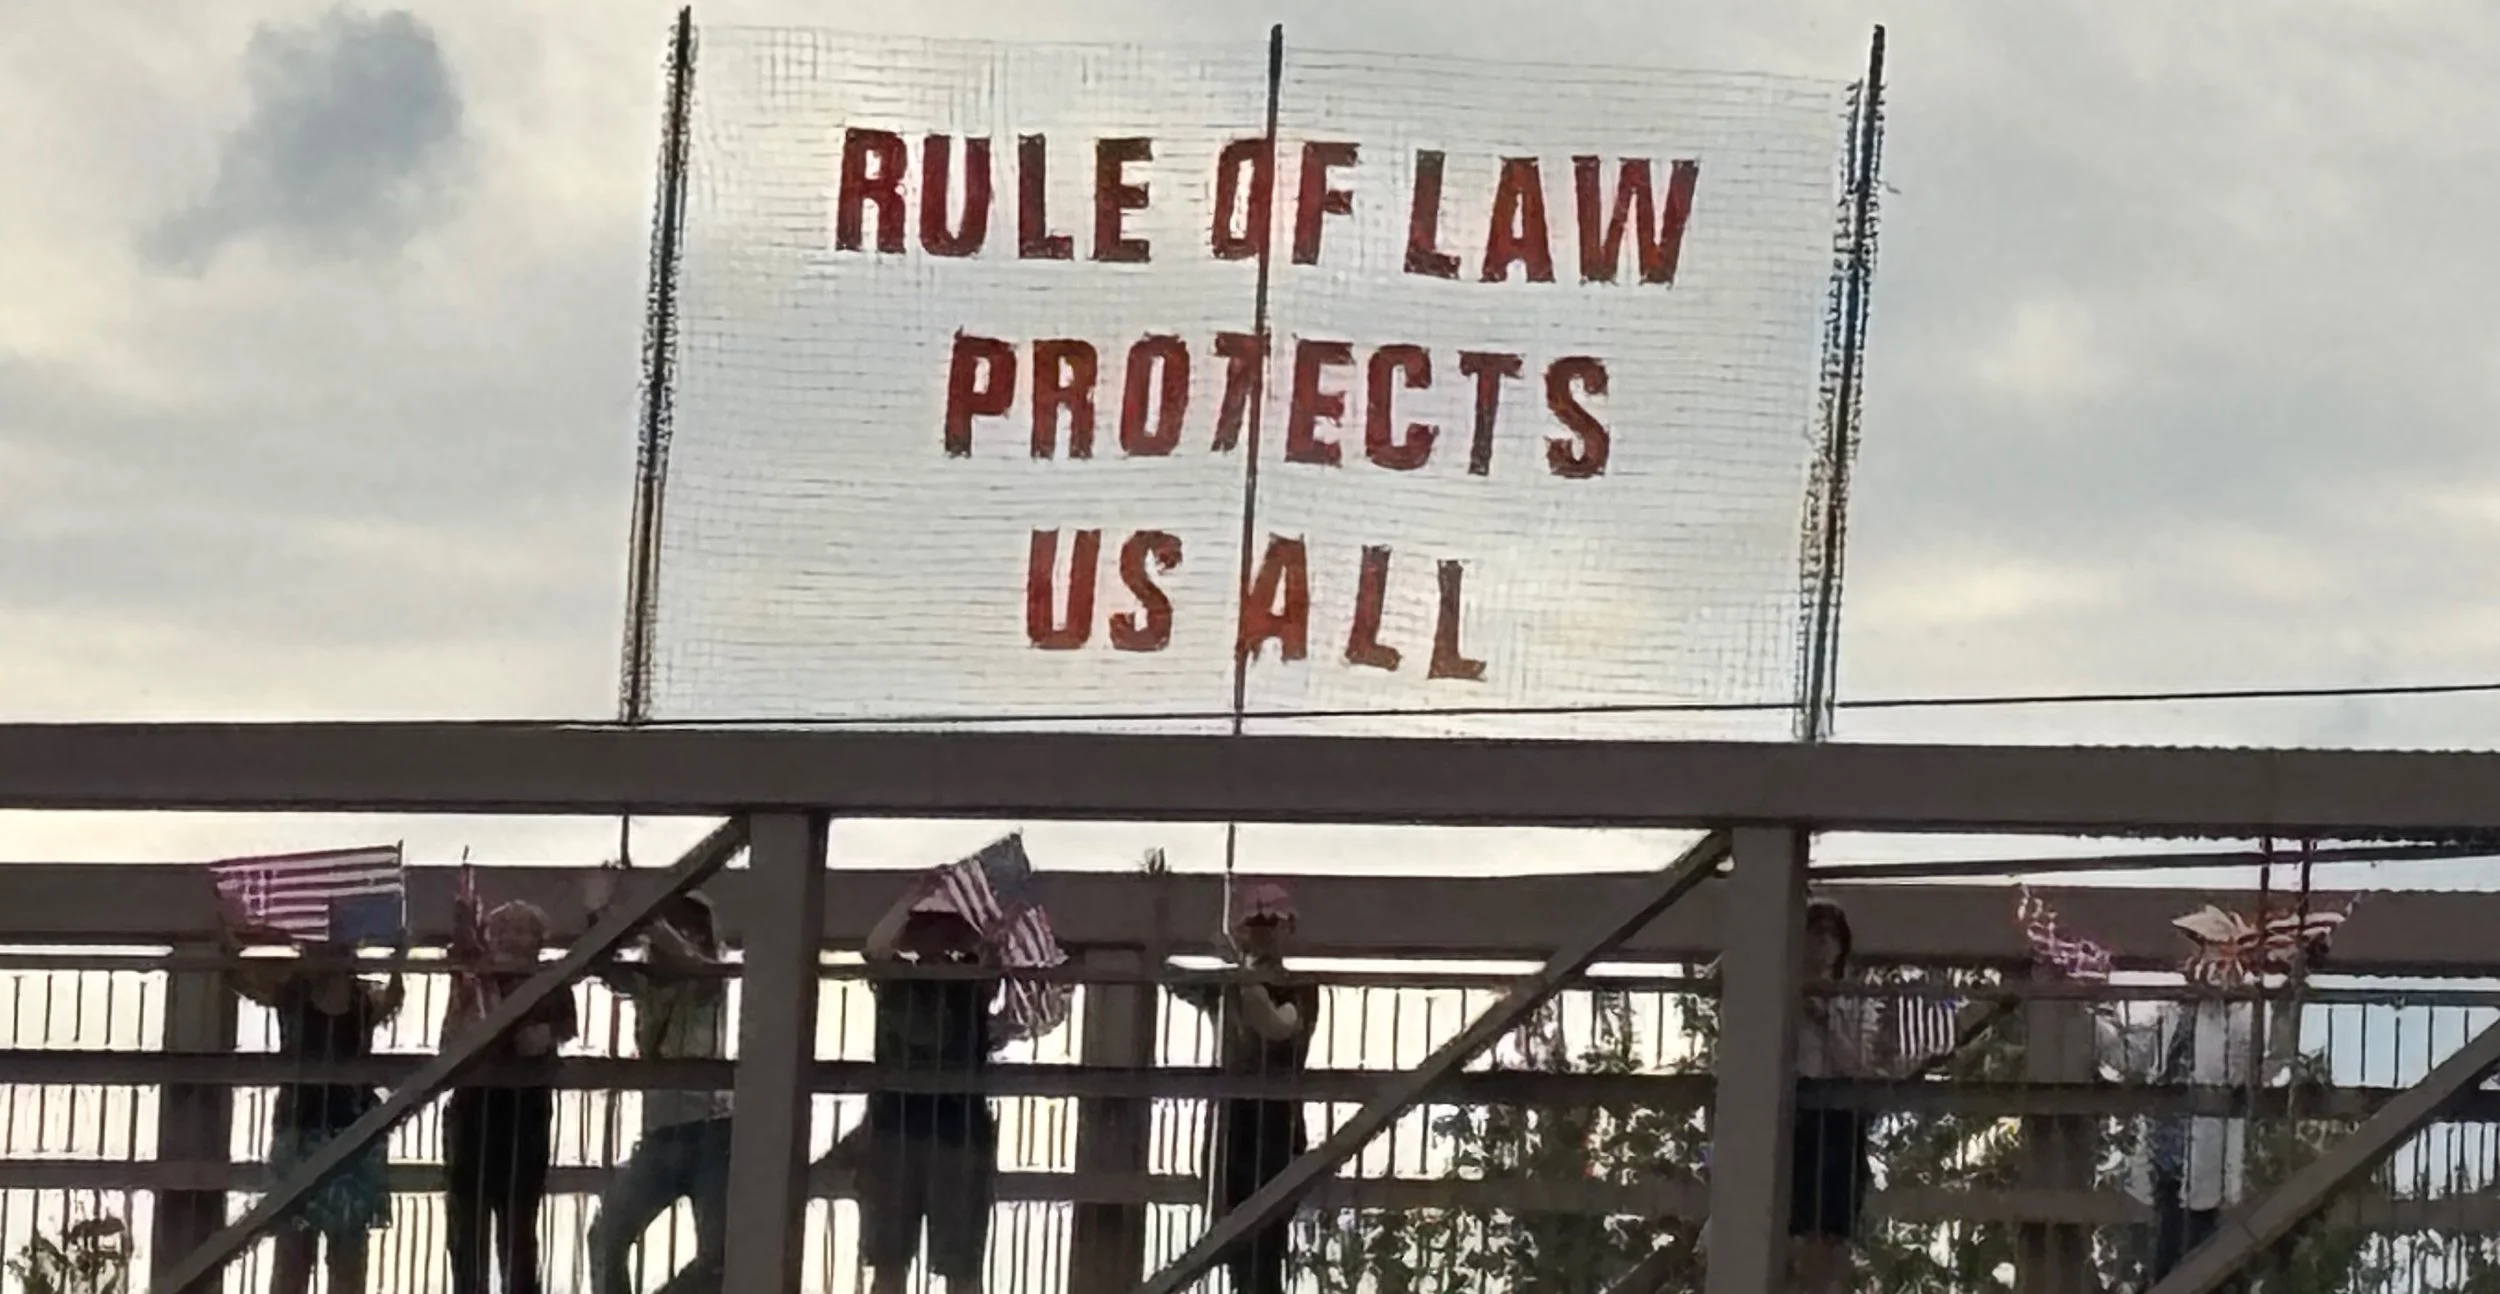 RULE OF LAW
PROTECTS
US ALL